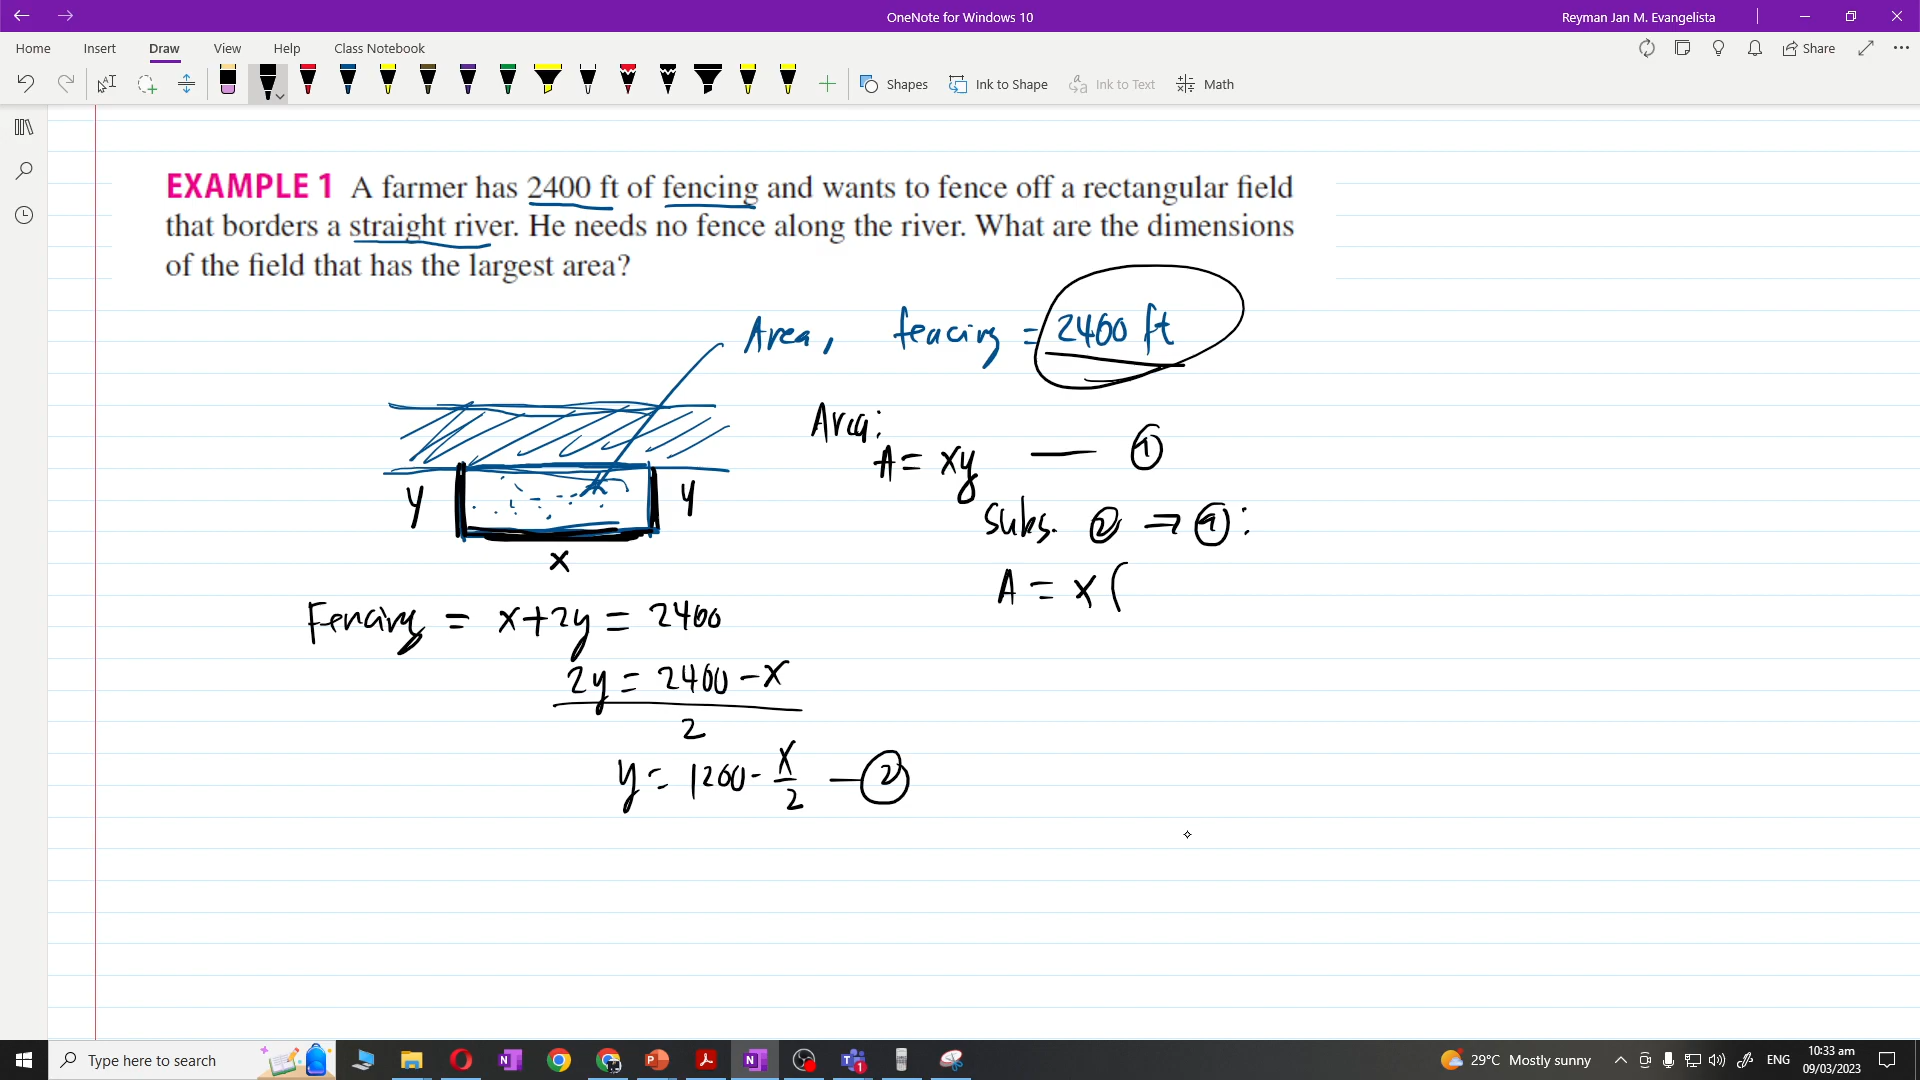 OneNote for Windows 10
Reyman Jan M. Evangelista
Home Insert Draw View Help Class Notebook
Share
Shapes Ink to Shape Ink to Text Math
EXAMPLE 1 A farmer has 2400 ft of fencing and wants to fence off a rectangular field
that borders a straight river. He needs no fence along the river. What are the dimensions
of the field that has the largest area?
Area, fencing = 2400 ft
Area:
A = xy — ①
y y
Subs. ② ⇒ ①:
x
A = x (
Fencing = x+2y = 2400
2y = 2400 - x
2
y = 1200 - x/2 — ②
Type here to search
29°C Mostly sunny
ENG
10:33 am
09/03/2023